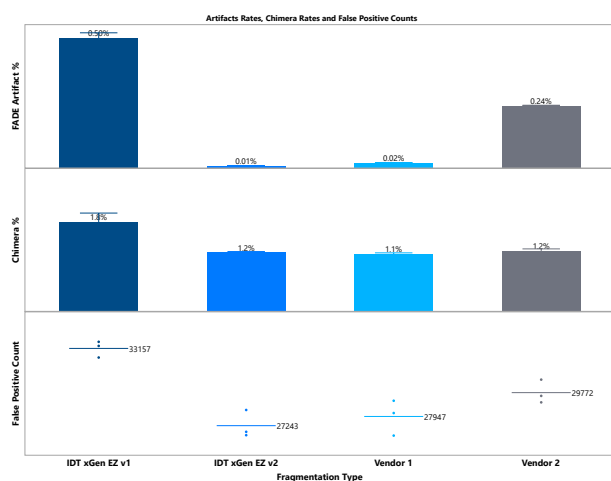 Artifacts Rates, Chimera Rates and False Positive Counts
FADE Artifact %
0.50%
0.01%
0.02%
0.24%
Chimera %
1.8%
1.2%
1.1%
1.2%
False Positive Count
33157
27243
27947
29772
IDT xGen EZ v1
IDT xGen EZ v2
Vendor 1
Vendor 2
Fragmentation Type